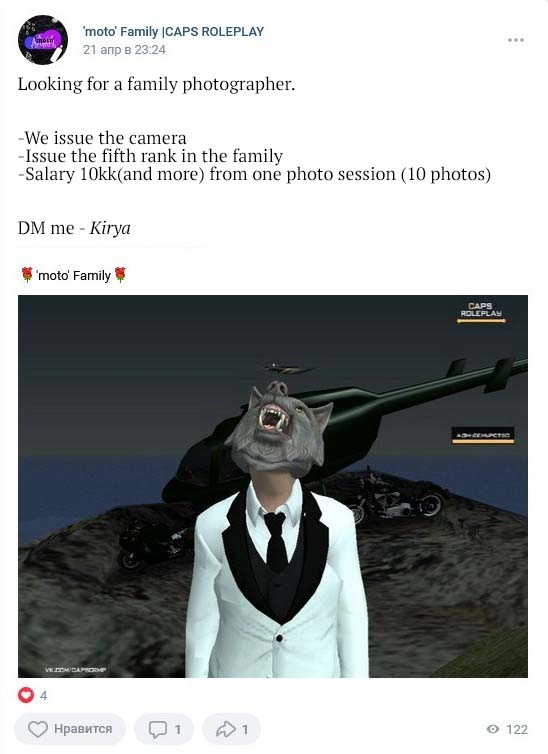 'moto' Family |CAPS ROLEPLAY
21 апр в 23:24
Looking for a family photographer.
-We issue the camera
-Issue the fifth rank in the family
-Salary 10kk(and more) from one photo session (10 photos)
DM me - Kirya
🌹'moto' Family🌹
CAPS
ROLEPLAY
VK.COM/CAPSCRMP
4
Нравится
1
1
122